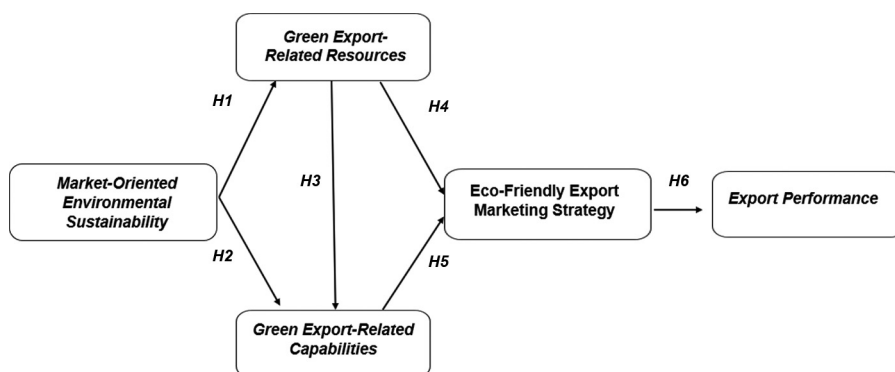 Green Export-
Related Resources
H1
H4
Market-Oriented
Environmental
Sustainability
H3
Eco-Friendly Export
Marketing Strategy
H6
Export Performance
H2
H5
Green Export-Related
Capabilities